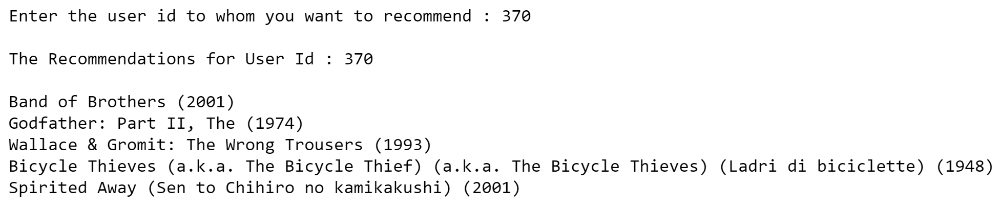 Enter the user id to whom you want to recommend : 370
The Recommendations for User Id : 370
Band of Brothers (2001)
Godfather: Part II, The (1974)
Wallace & Gromit: The Wrong Trousers (1993)
Bicycle Thieves (a.k.a. The Bicycle Thief) (a.k.a. The Bicycle Thieves) (Ladri di biciclette) (1948)
Spirited Away (Sen to Chihiro no kamikakushi) (2001)